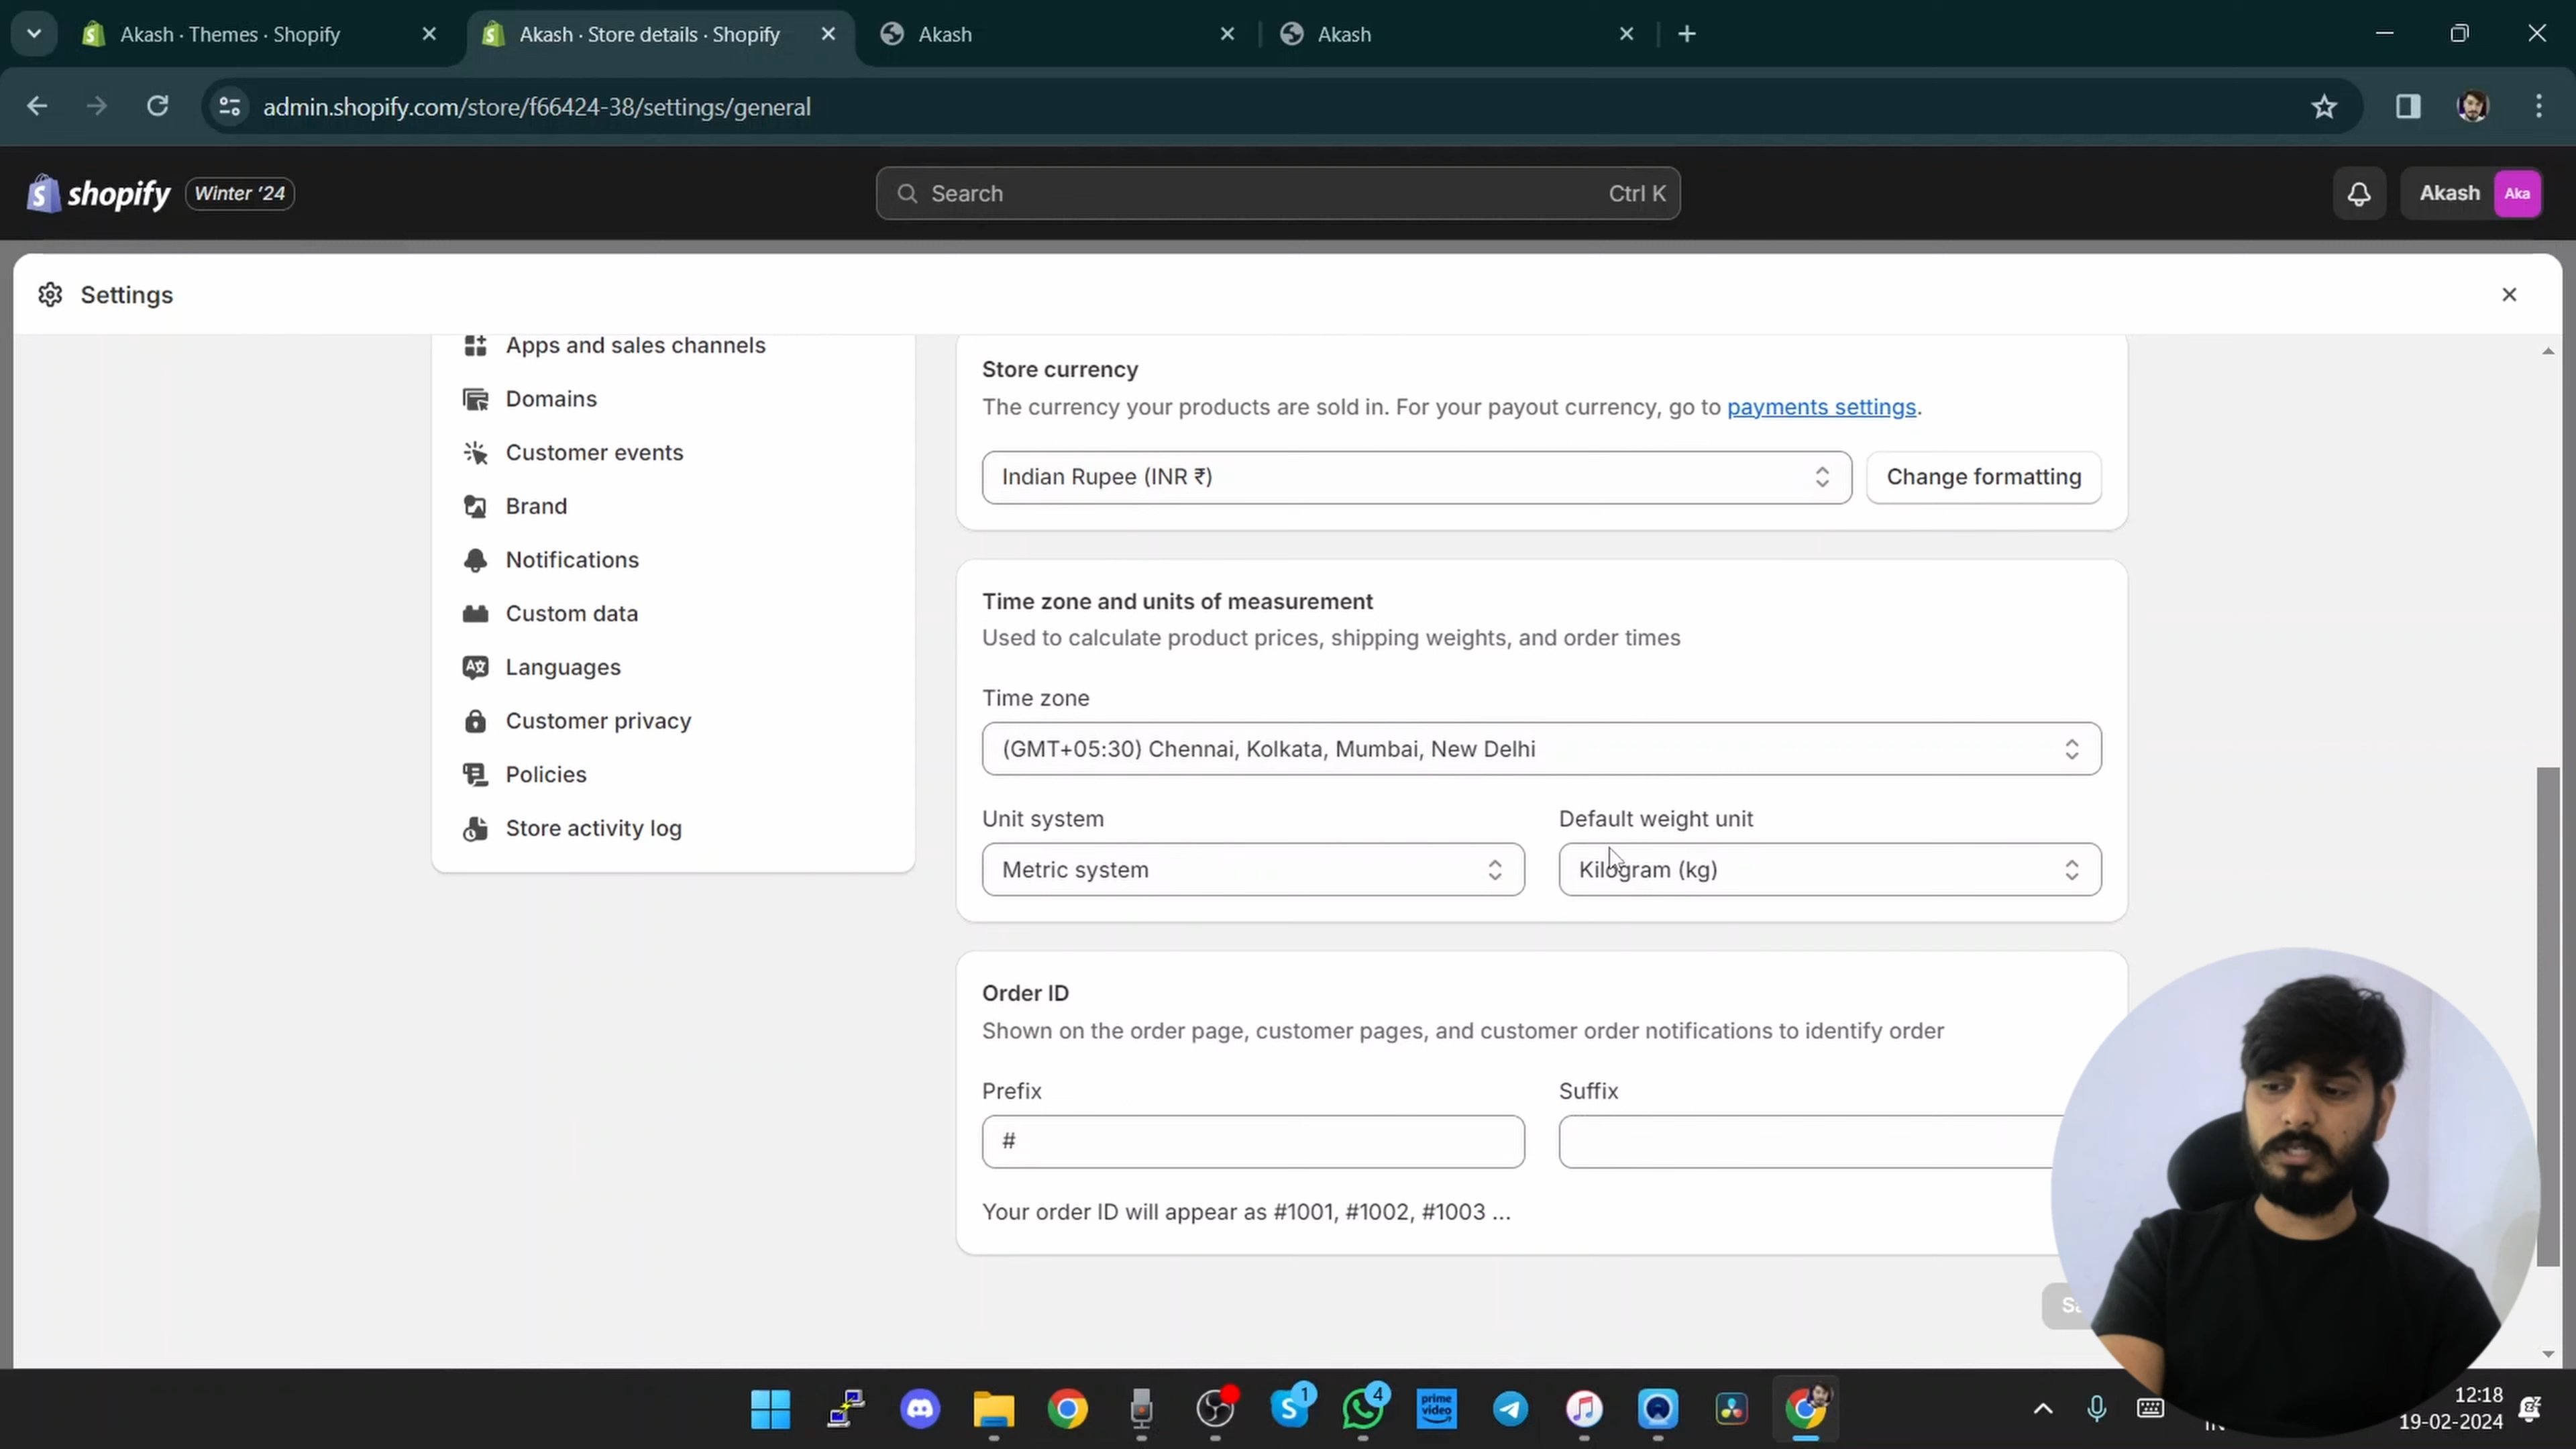 Akash · Themes · Shopify
Akash · Store details · Shopify
Akash
Akash
admin.shopify.com/store/f66424-38/settings/general
shopify
Winter '24
Search
Ctrl K
Akash
Aka
Settings
Apps and sales channels
Domains
Customer events
Brand
Notifications
Custom data
Languages
Customer privacy
Policies
Store activity log
Store currency
The currency your products are sold in. For your payout currency, go to payments settings.
Indian Rupee (INR ₹)
Change formatting
Time zone and units of measurement
Used to calculate product prices, shipping weights, and order times
Time zone
(GMT+05:30) Chennai, Kolkata, Mumbai, New Delhi
Unit system
Default weight unit
Metric system
Kilogram (kg)
Order ID
Shown on the order page, customer pages, and customer order notifications to identify order
Prefix
Suffix
#
Your order ID will appear as #1001, #1002, #1003 ...
1
4
prime
video
12:18
19-02-2024